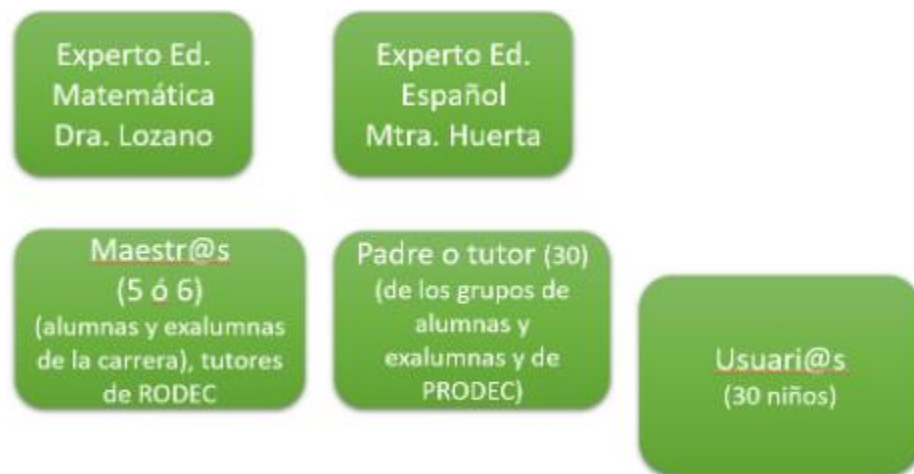 Experto Ed.
Matemática
Dra. Lozano
Experto Ed.
Español
Mtra. Huerta
Maestr@s
(5 ó 6)
(alumnas y exalumnas
de la carrera), tutores
de RODEC
Padre o tutor (30)
(de los grupos de
alumnas y
exalumnas y de
PRODEC)
Usuari@s
(30 niños)